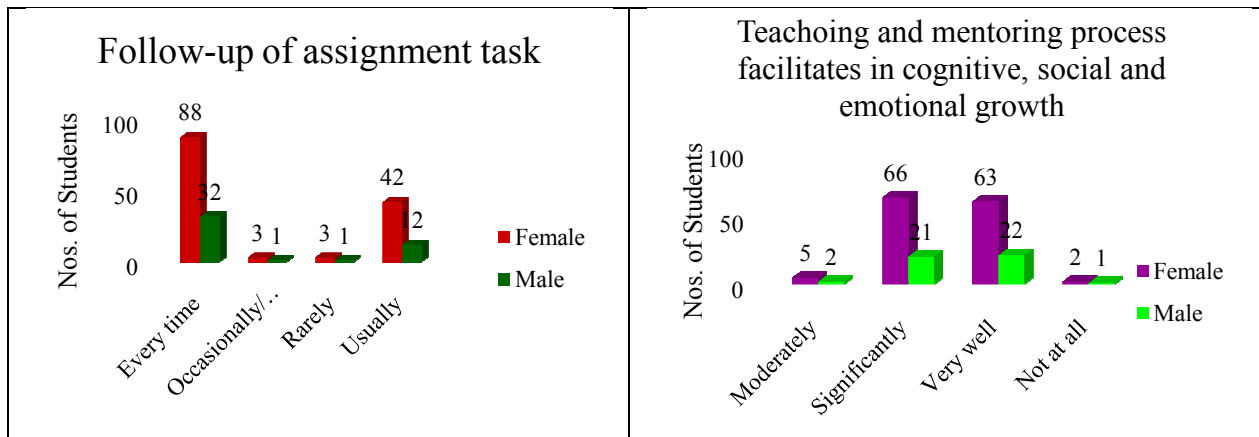 Follow-up of assignment task
88
100
32
42
50
12
3 1
3 1
0
Nos. of Students
Female
Male
Every time
Occasionally/…
Rarely
Usually
Teachoing and mentoring process
facilitates in cognitive, social and
emotional growth
100
66
63
50
21
22
5 2
2 1
0
Nos. of Students
Female
Male
Moderately
Significantly
Very well
Not at all